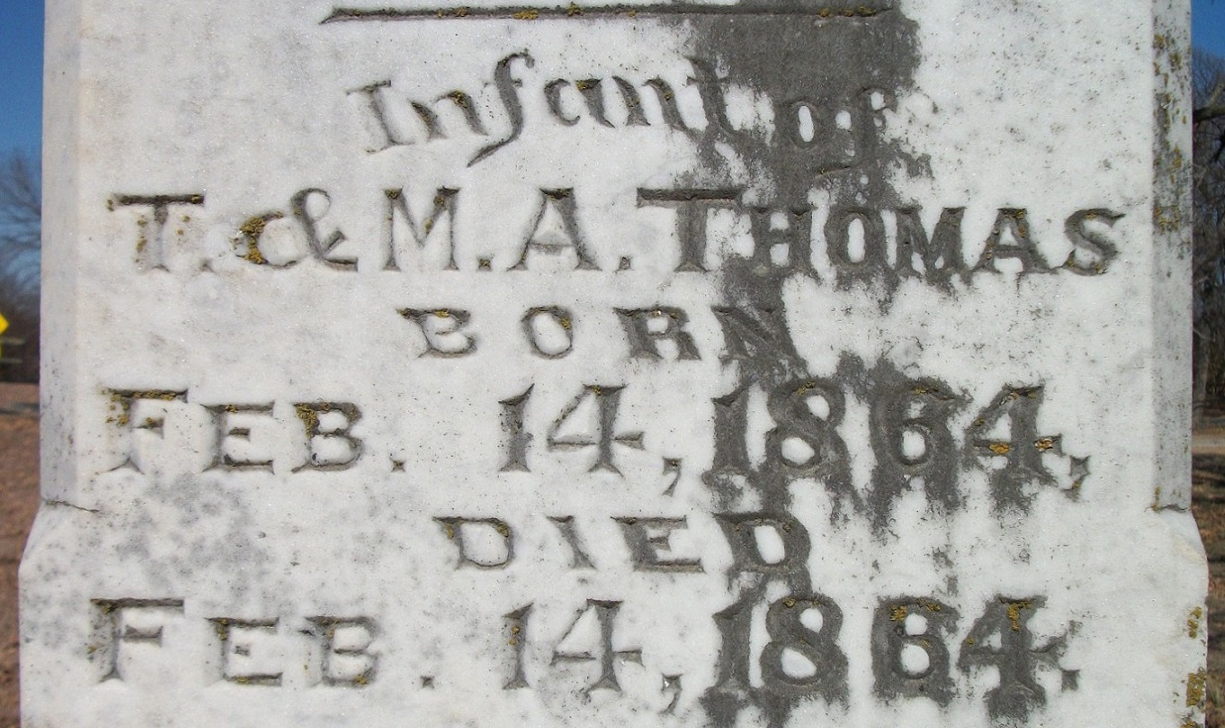 Infant of
T. & M. A. THOMAS
BORN
FEB. 14, 1864,
DIED
FEB. 14, 1864.